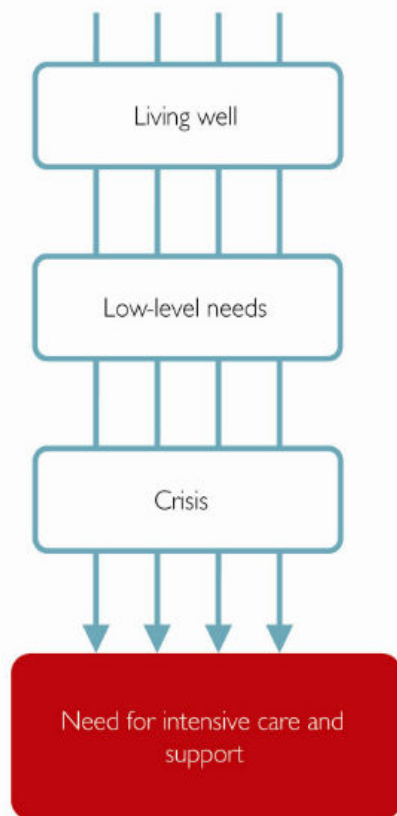 Living well
Low-level needs
Crisis
Need for intensive care and
support